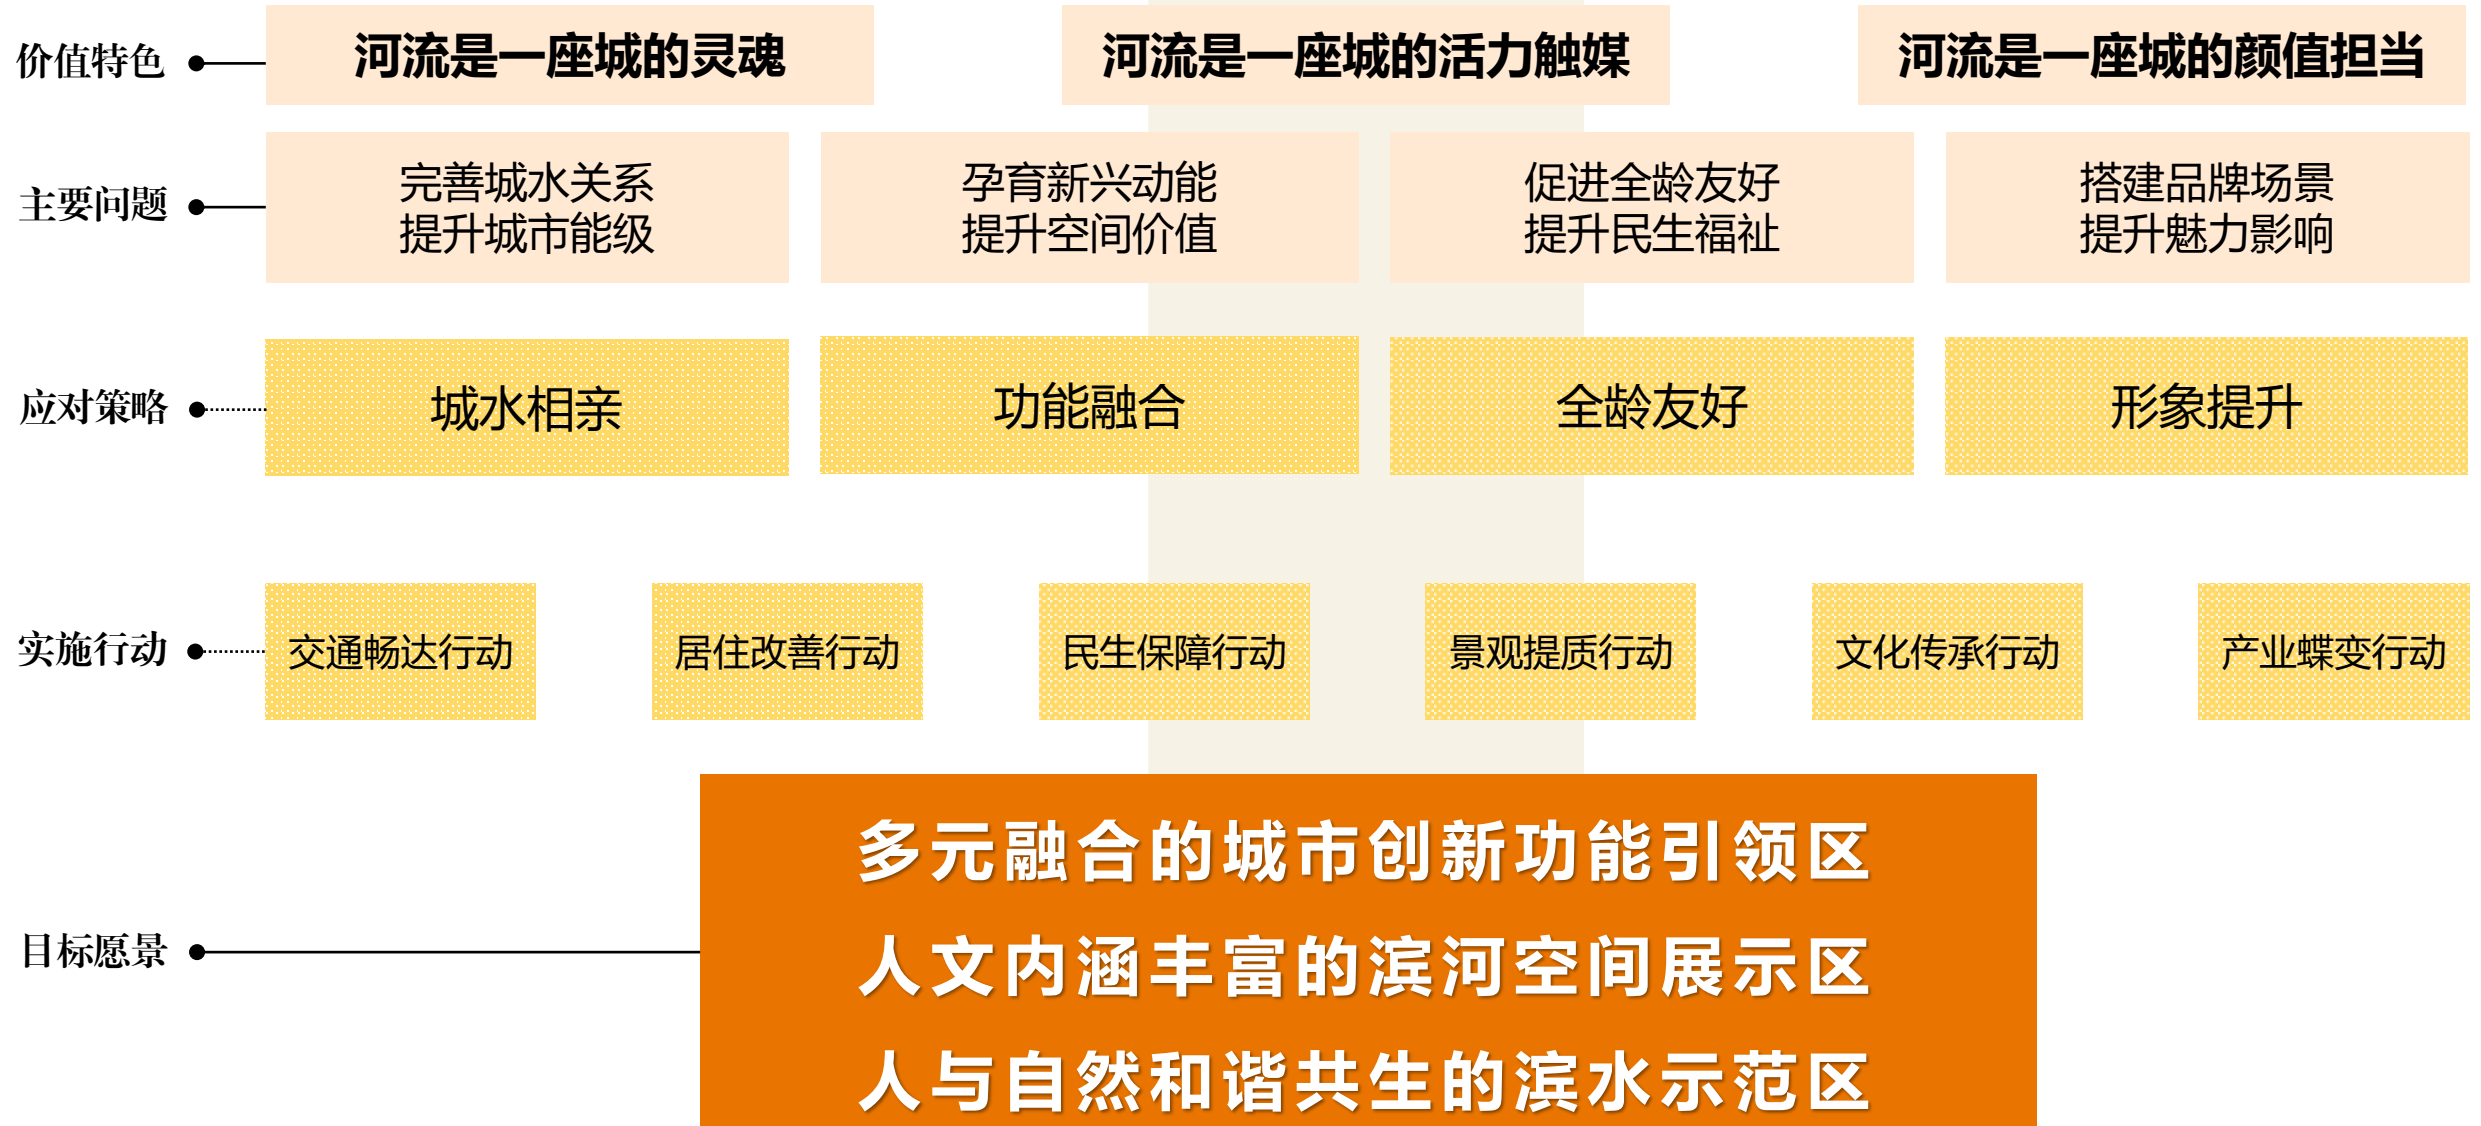 价值特色
河流是一座城的灵魂
河流是一座城的活力触媒
河流是一座城的颜值担当
主要问题
完善城水关系
提升城市能级
孕育新兴动能
提升空间价值
促进全龄友好
提升民生福祉
搭建品牌场景
提升魅力影响
应对策略
城水相亲
功能融合
全龄友好
形象提升
实施行动
交通畅达行动
居住改善行动
民生保障行动
景观提质行动
文化传承行动
产业蝶变行动
目标愿景
多元融合的城市创新功能引领区
人文内涵丰富的滨河空间展示区
人与自然和谐共生的滨水示范区